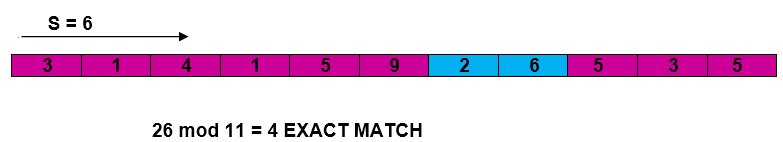 S = 6
3 1 4 1 5 9 2 6 5 3 5
26 mod 11 = 4 EXACT MATCH